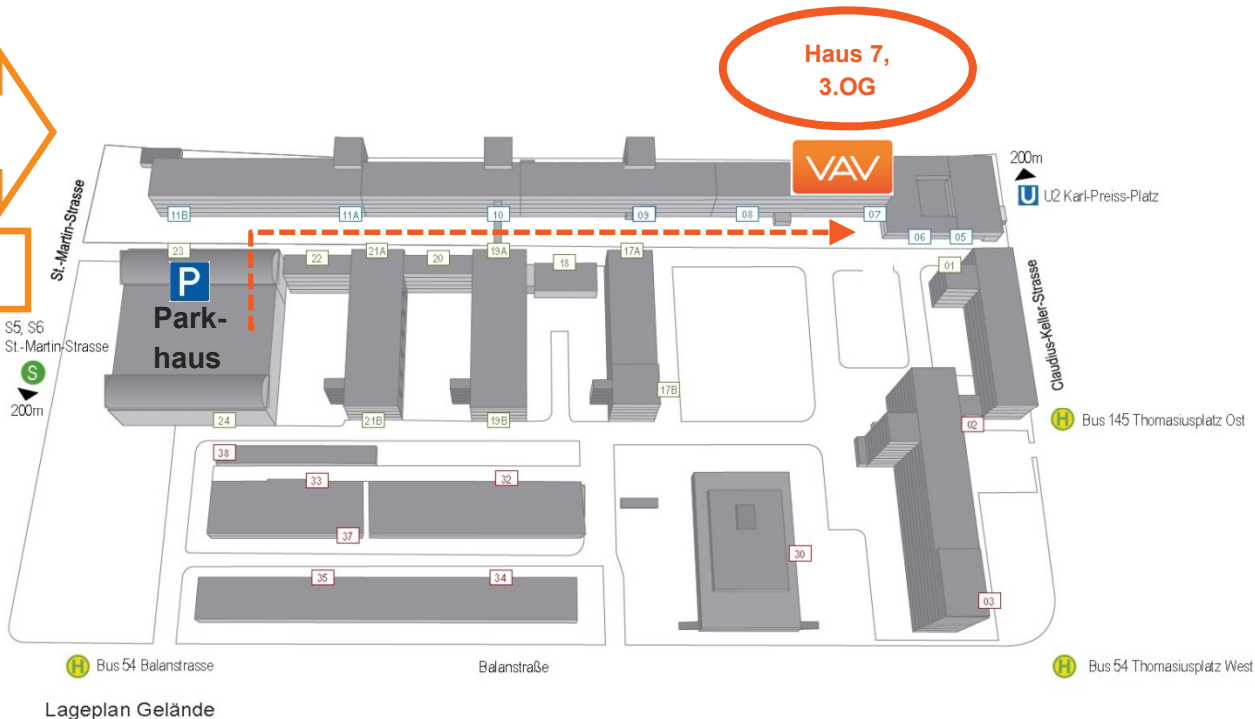 Haus 7,
3.OG
VAV
200m
U U2 Karl-Preiss-Platz
St.-Martin-Strasse
11B
11A
10
09
08
07
06
05
23
22
21A
20
19A
18
17A
01
P
Park-
haus
Claudius-Keller-Strasse
S5, S6
St.-Martin-Strasse
S
200m
24
21B
19B
17B
02
H Bus 145 Thomasiusplatz Ost
38
33
32
37
30
35
34
03
H Bus 54 Balanstrasse
Balanstraße
H Bus 54 Thomasiusplatz West
Lageplan Gelände